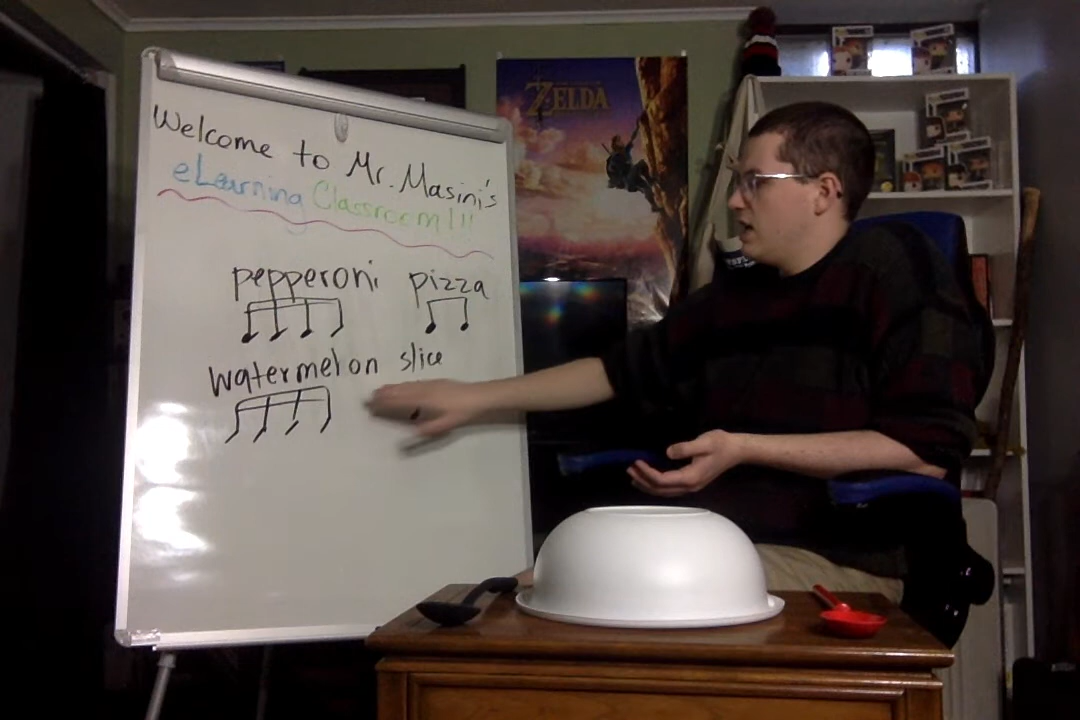 Welcome to Mr. Masini's
eLearning Classroom!!!
pepperoni pizza
watermelon slice
ZELDA